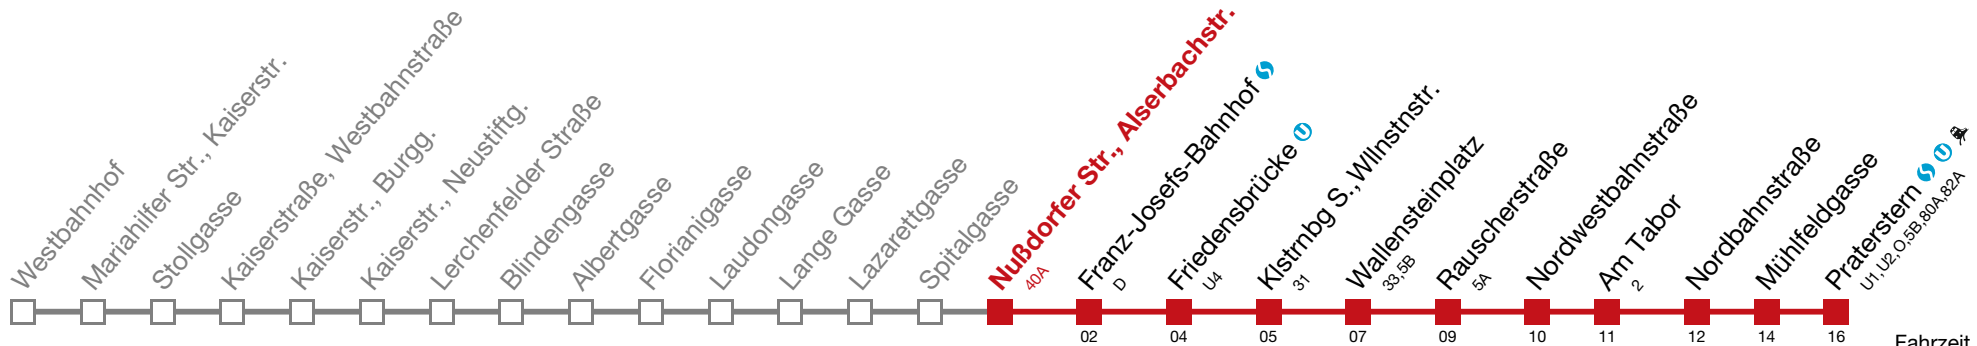 Westbahnhof
Mariahilfer Str., Kaiserstr.
Stollgasse
Kaiserstraße, Westbahnstraße
Kaiserstr., Burgg.
Kaiserstr., Neustiftg.
Lerchenfelder Straße
Blindengasse
Albertgasse
Florianigasse
Laudongasse
Lange Gasse
Lazarettgasse
Spitalgasse
Nußdorfer Str., Alserbachstr.
40A
Franz-Josefs-Bahnhof S
D
02
Friedensbrücke U
U4
04
Klstrnbg S., Wllnstnstr.
31
05
Wallensteinplatz
33,5B
07
Rauscherstraße
5A
09
Nordwestbahnstraße
10
Am Tabor
2
11
Nordbahnstraße
12
Mühlfeldgasse
14
Praterstern S U
U1,U2,O,5B,80A,82A
16
Fahrzeit